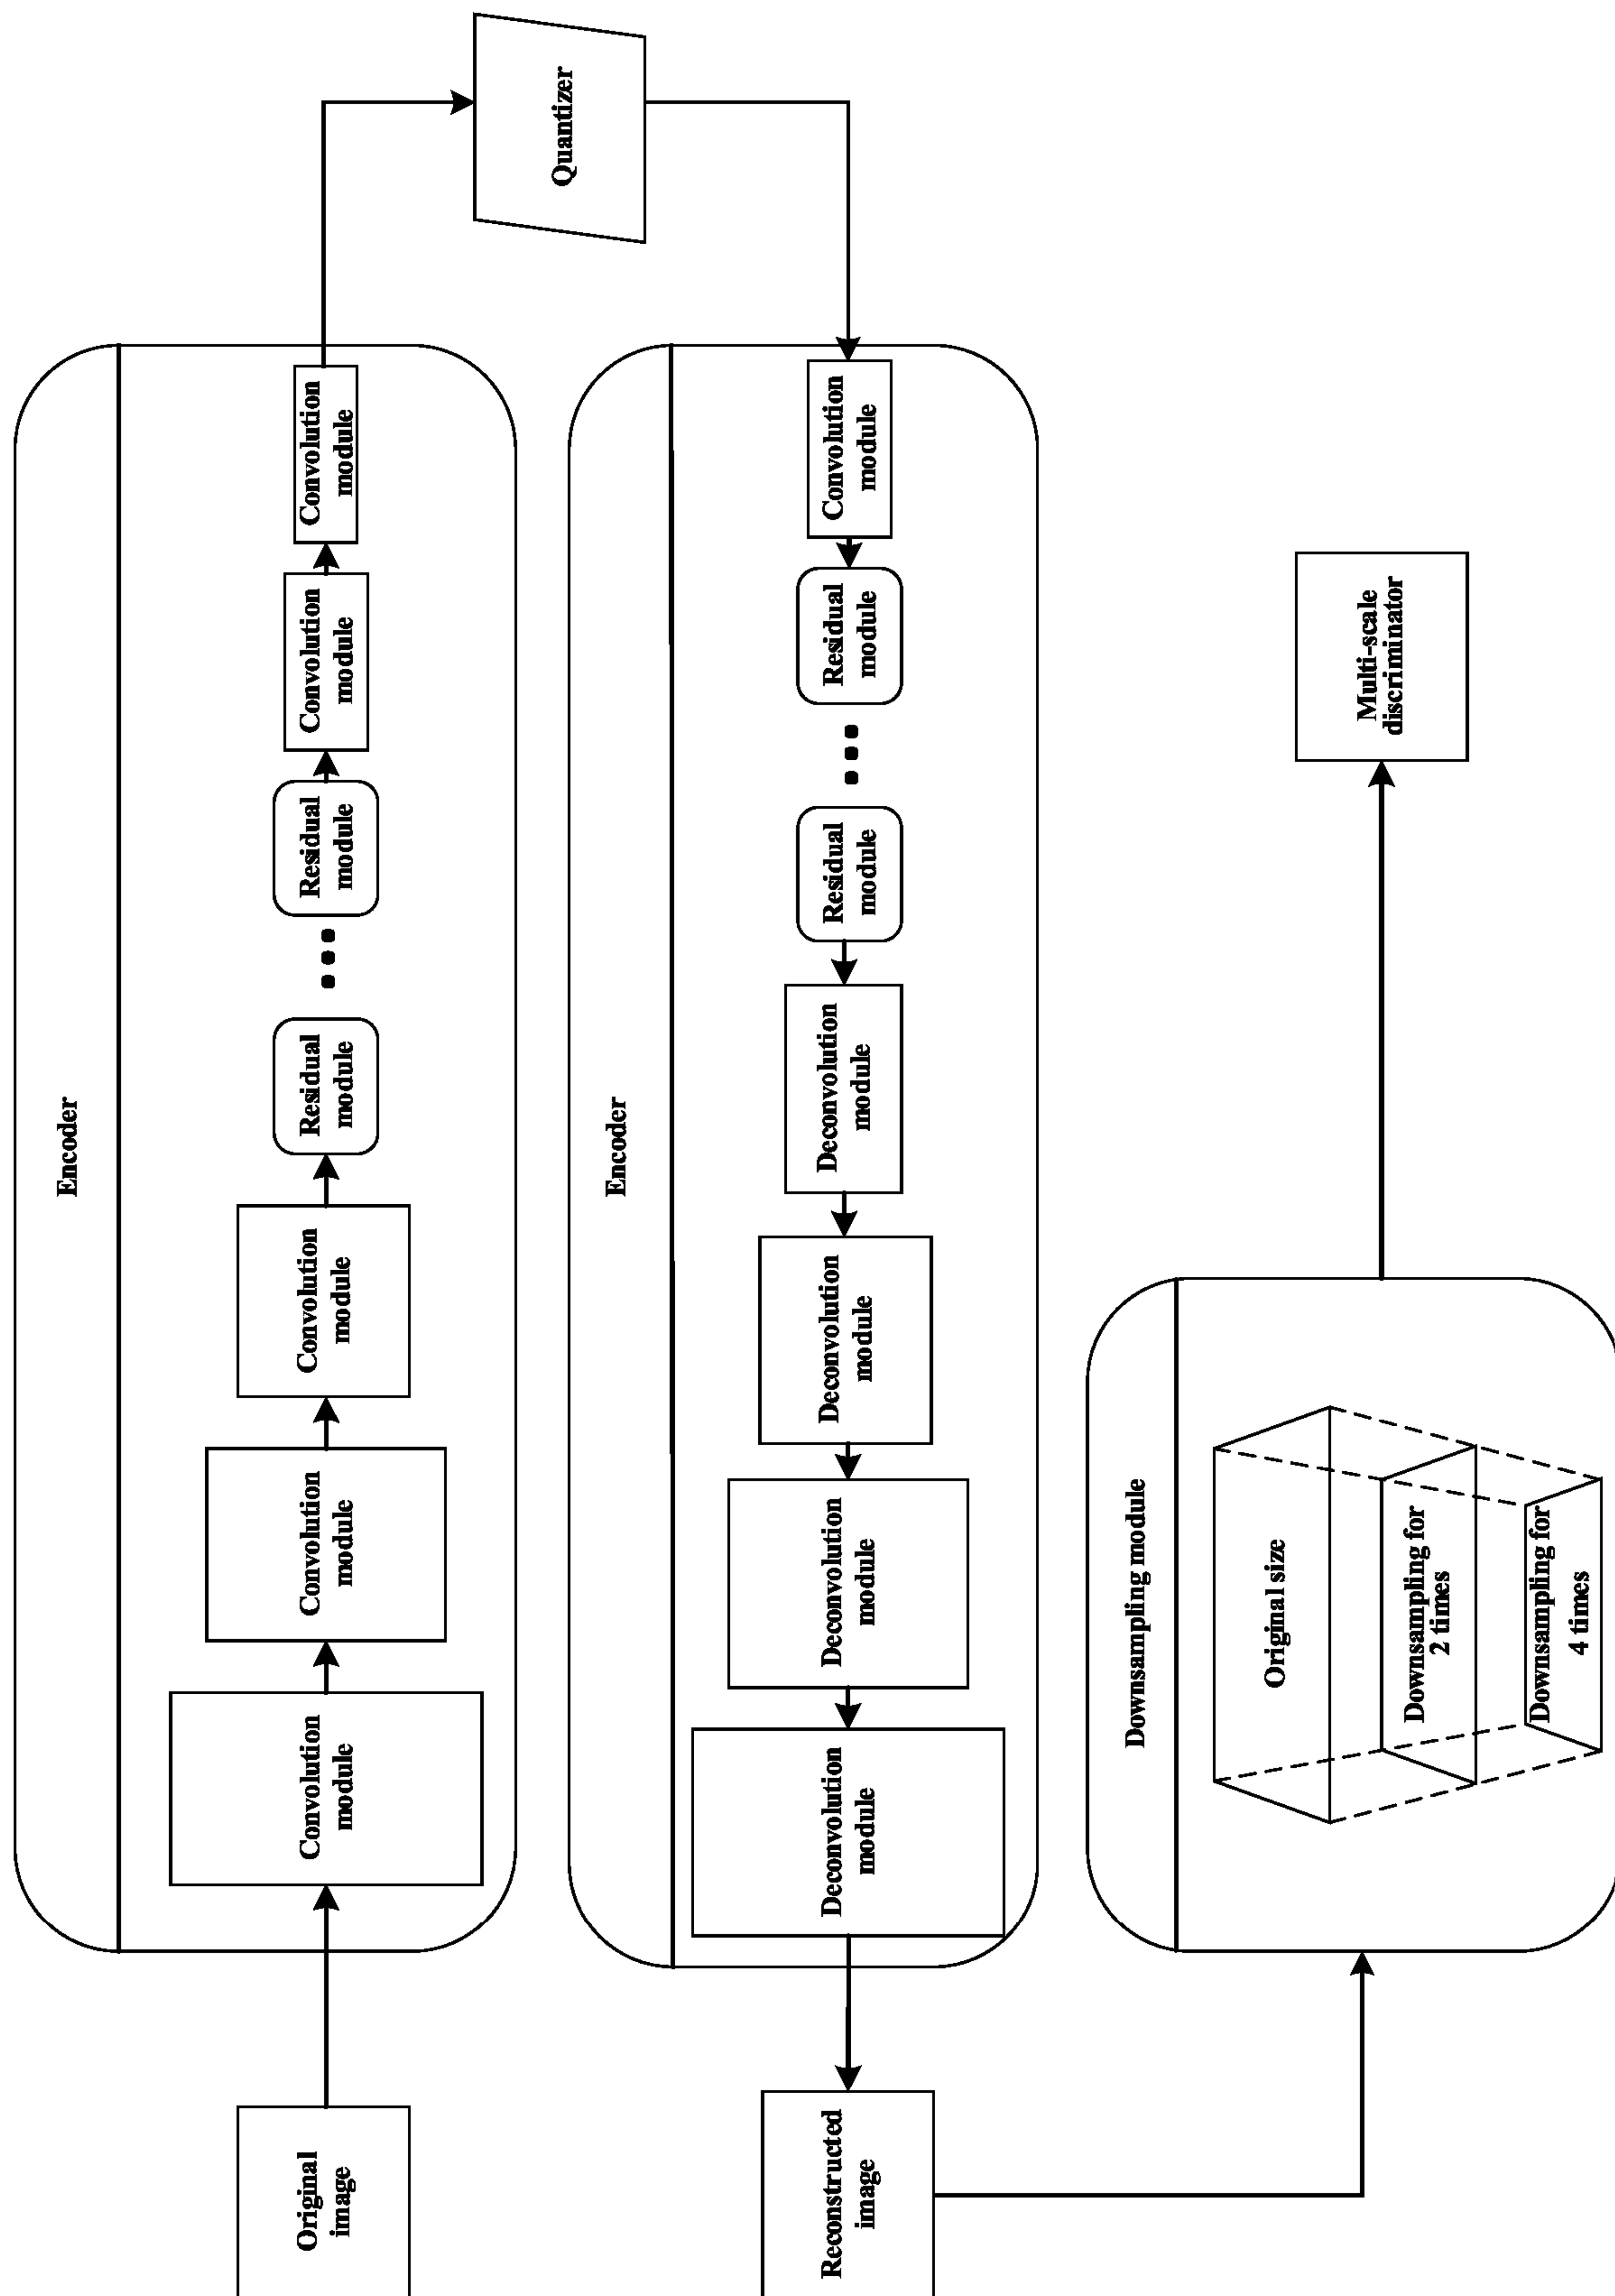 Encoder
Original
image
Convolution
module
Convolution
module
Convolution
module
Residual
module
Residual
module
Convolution
module
Convolution
module
Quantizer
Encoder
Reconstructed
image
Deconvolution
module
Deconvolution
module
Deconvolution
module
Deconvolution
module
Residual
module
Residual
module
Convolution
module
Downsampling module
Original size
Downsampling for
2 times
Downsampling for
4 times
Multi-scale
discriminator